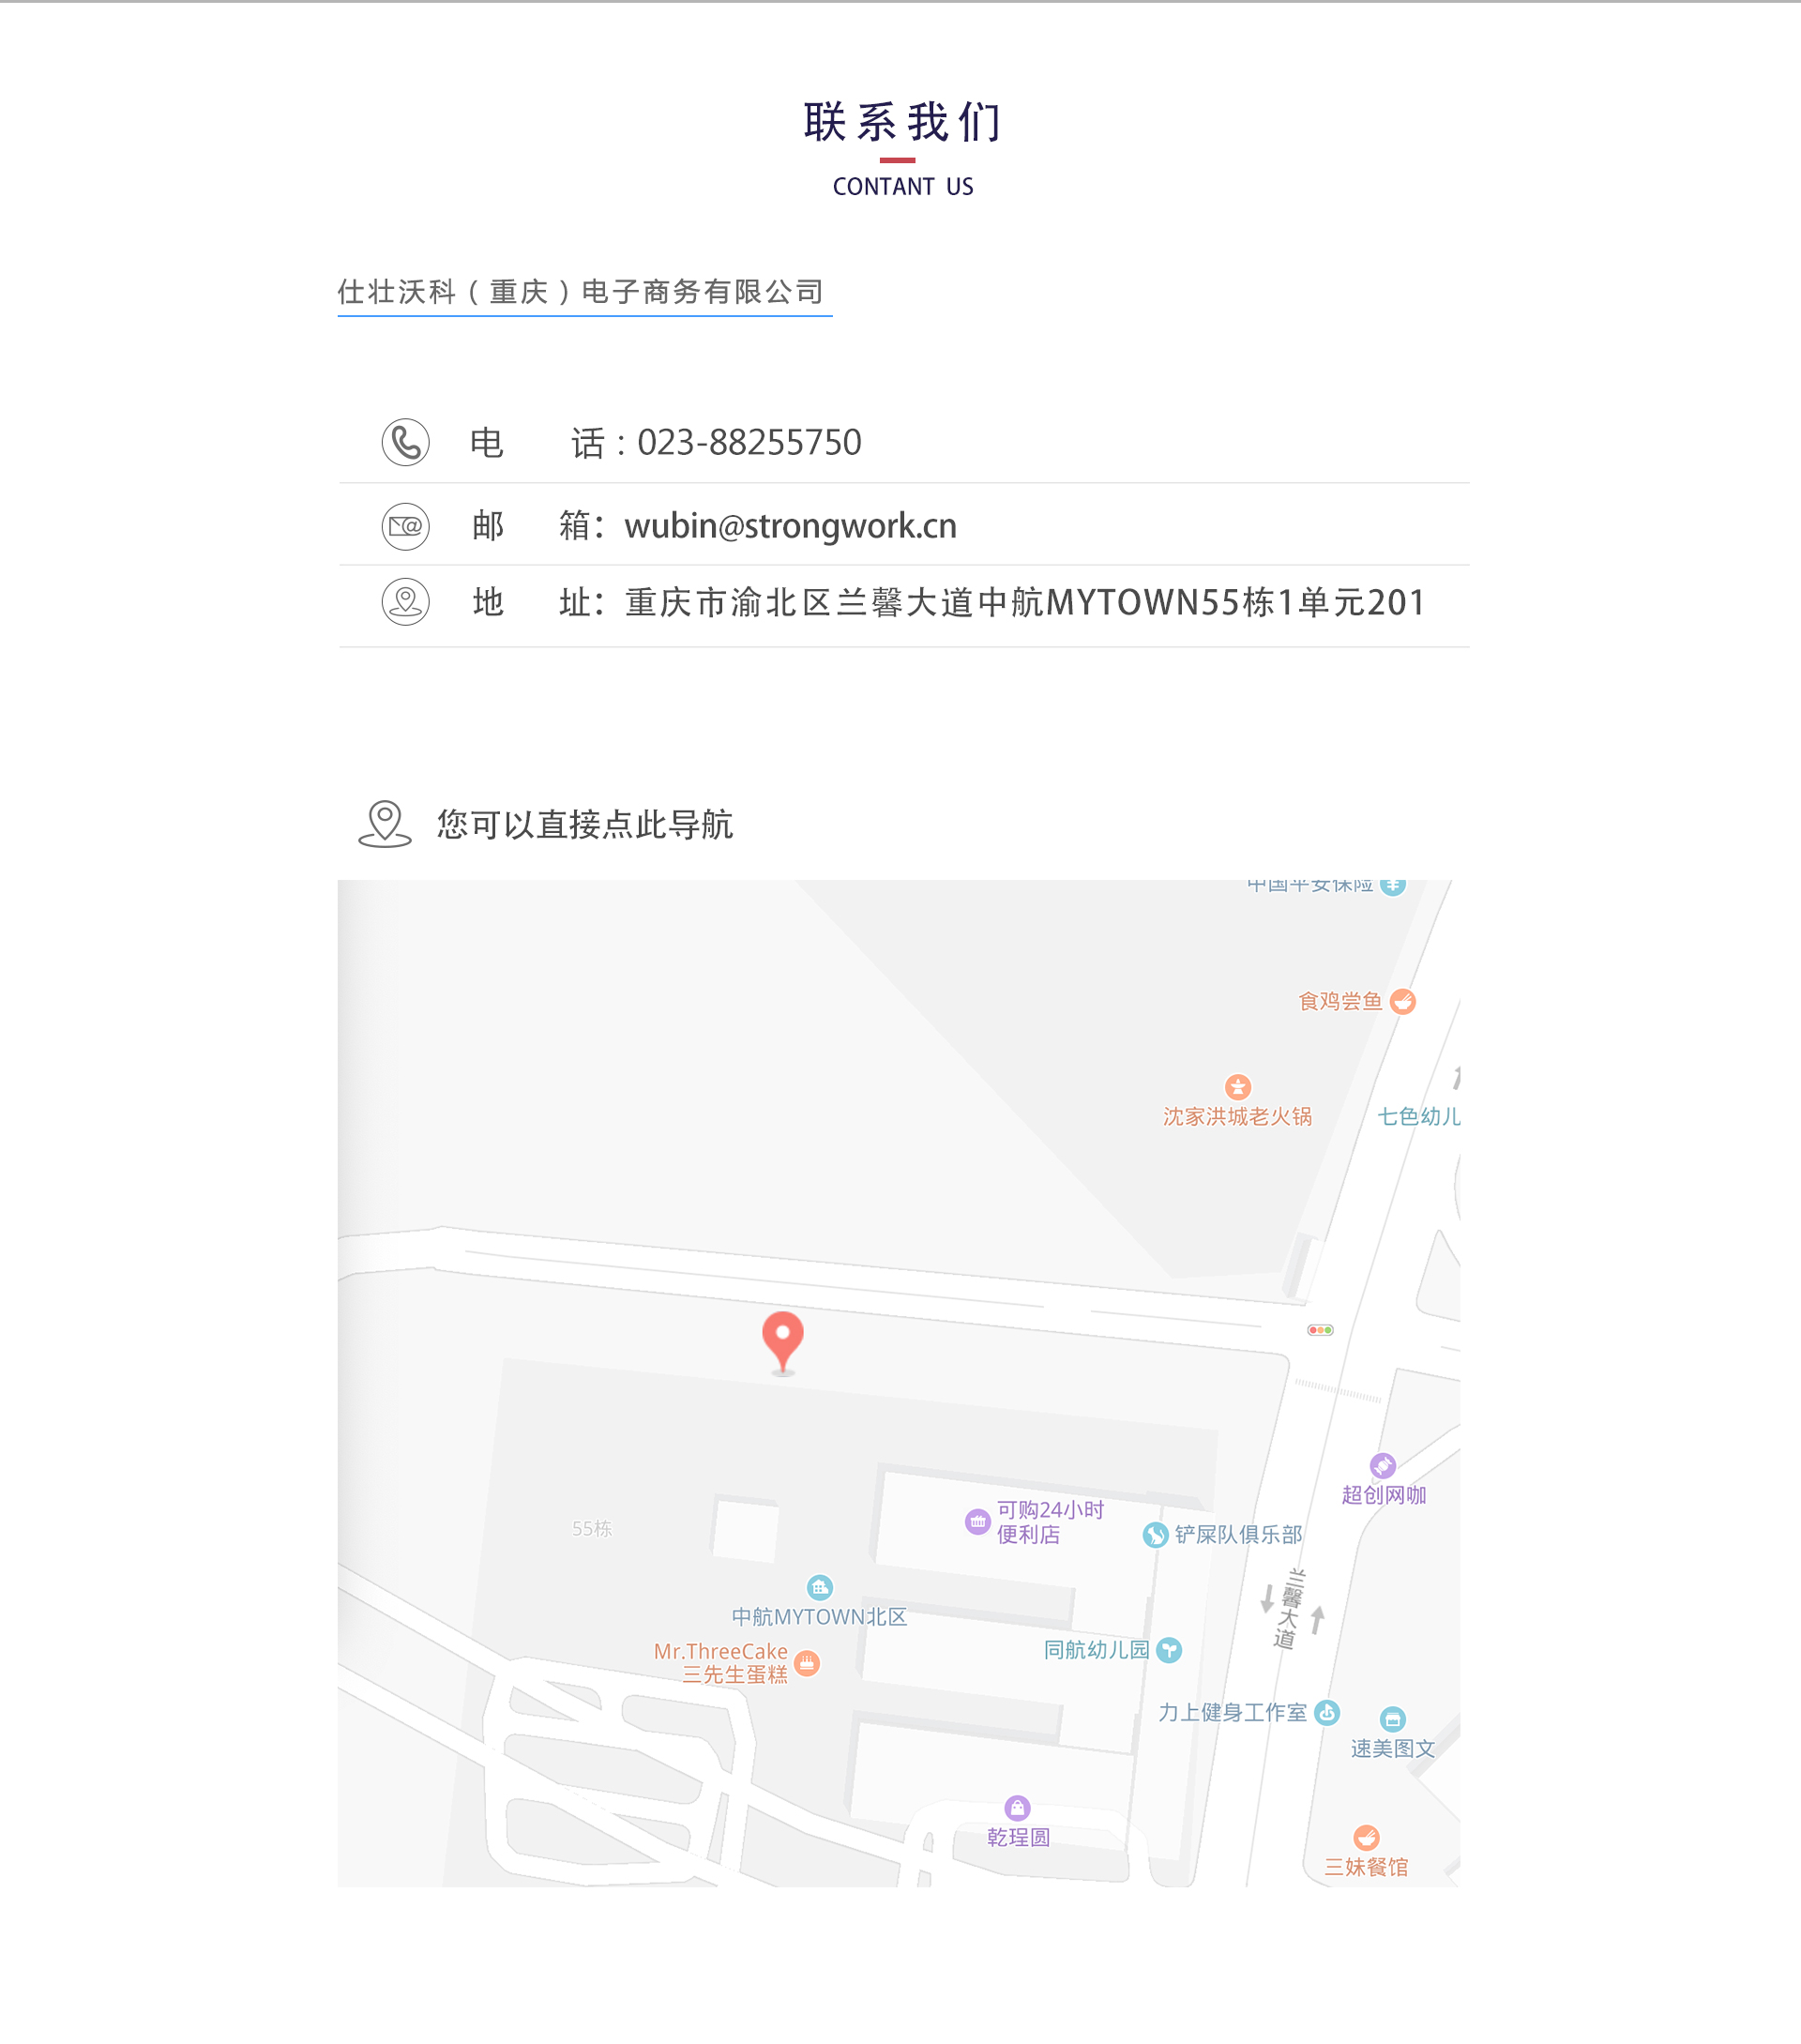 联系我们
CONTANT US
仕壮沃科（重庆）电子商务有限公司
电 话：023-88255750
邮 箱：wubin@strongwork.cn
地 址：重庆市渝北区兰馨大道中航MYTOWN55栋1单元201
您可以直接点此导航
中国平安保险
食鸡尝鱼
沈家洪城老火锅
七色幼儿
超创网咖
可购24小时
便利店
55栋
铲屎队俱乐部
兰馨大道
中航MYTOWN北区
Mr.ThreeCake
三先生蛋糕
同航幼儿园
力上健身工作室
速美图文
乾珵圆
三妹餐馆